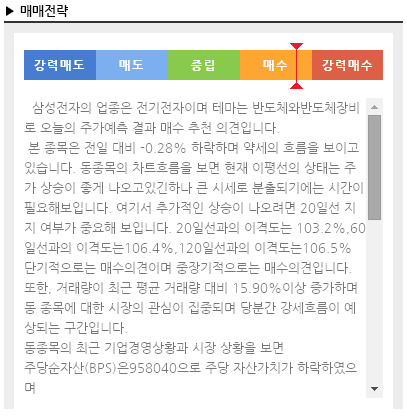 ▶ 매매전략
강력매도 매도 중립 매수 강력매수
삼성전자의 업종은 전기전자이며 테마는 반도체와반도체장비
로 오늘의 주가예측 결과 매수 추천 의견입니다.
본 종목은 전일 대비 -0.28% 하락하며 약세의 흐름을 보이고
있습니다. 동종목의 차트흐름을 보면 현재 이평선의 상태는 주
가 상승이 좋게 나오고있긴하나 큰 시세로 분출되기에는 시간이
필요해보입니다. 여기서 추가적인 상승이 나오려면 20일선 지
지 여부가 중요해 보입니다. 20일선과의 이격도는 103.2%,60
일선과의 이격도는106.4%,120일선과의 이격도는106.5%
단기적으로는 매수의견이며 중장기적으로는 매수의견입니다.
또한, 거래량이 최근 평균 거래량 대비 15.90%이상 증가하며
동 종목에 대한 시장의 관심이 집중되며 당분간 강세흐름이 예
상되는 구간입니다.
동종목의 최근 기업경영상황과 시장 상황을 보면
주당순자산(BPS)은958040으로 주당 자산가치가 하락하였으
며